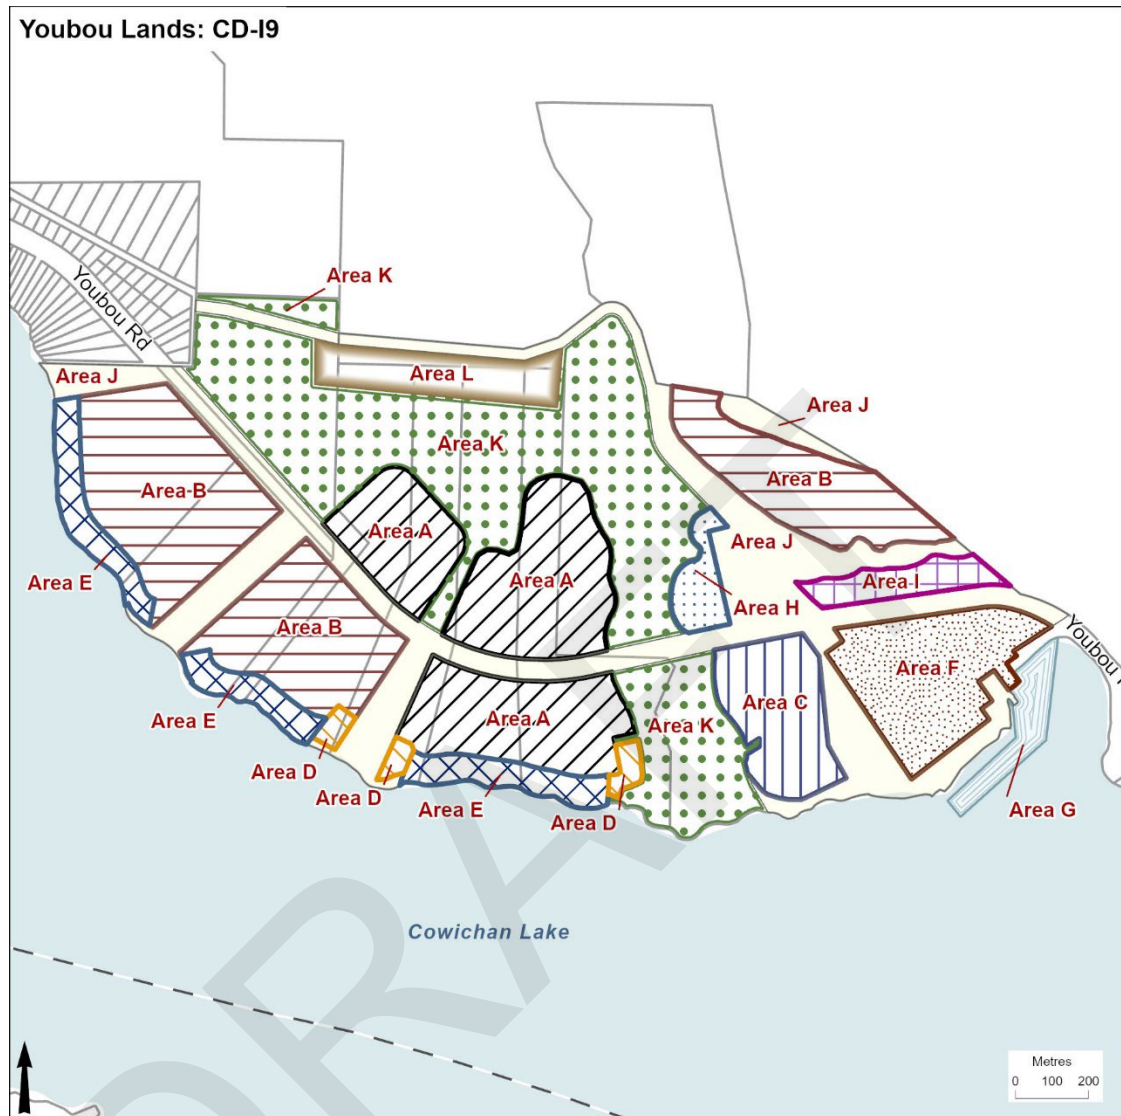 Youbou Lands: CD-I9
Youbou Rd
Area K
Area L
Area J
Area J
Area K
Area B
Area B
Area A
Area J
Area A
Area I
Area E
Area H
Area B
Youbou R
Area F
Area A
Area K
Area C
Area E
Area D
Area D
Area E
Area D
Area G
Cowichan Lake
DRAFT
Metres
0 100 200